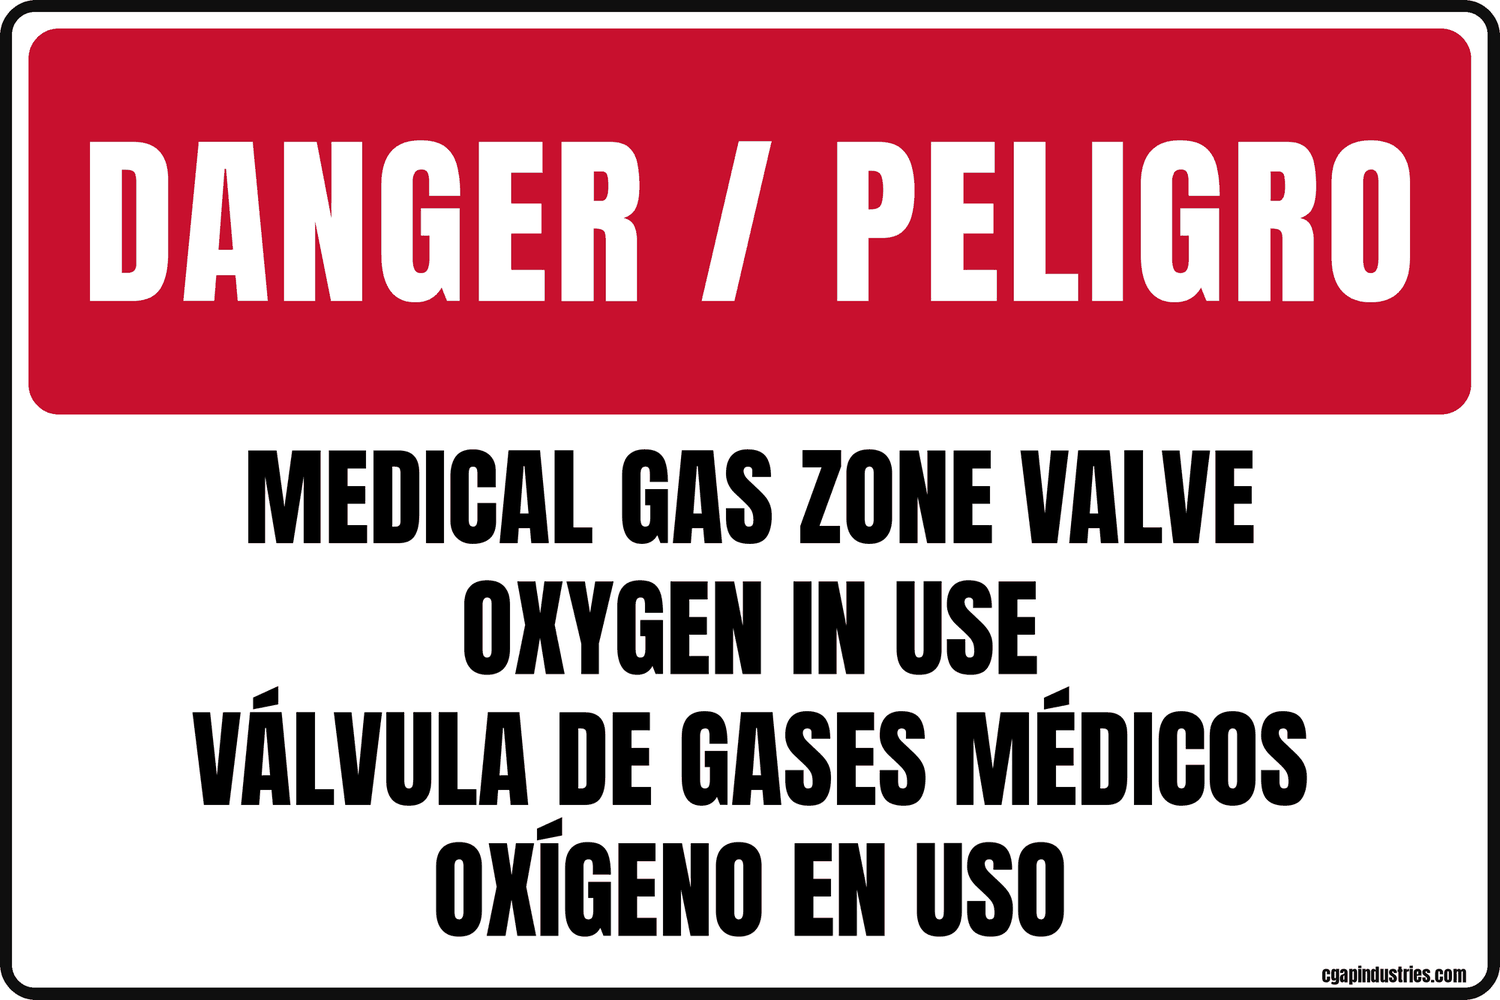 DANGER / PELIGRO
MEDICAL GAS ZONE VALVE
OXYGEN IN USE
VÁLVULA DE GASES MÉDICOS
OXÍGENO EN USO
cgapindustries.com